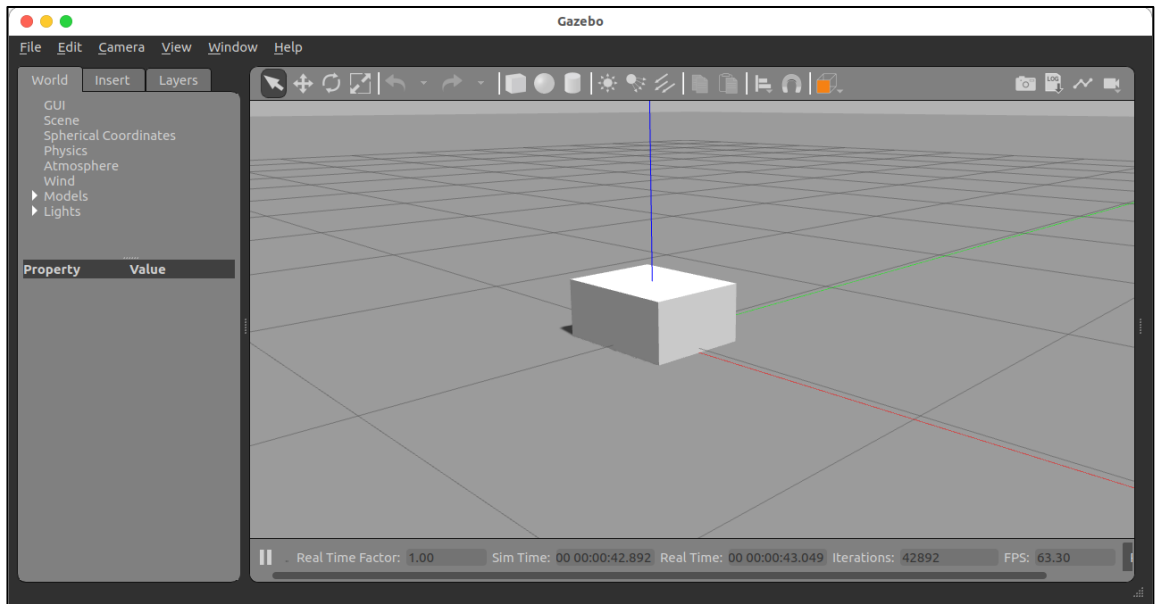 Gazebo
File Edit Camera View Window Help
World Insert Layers
LOG
GUI
Scene
Spherical Coordinates
Physics
Atmosphere
Wind
Models
Lights
Property Value
Real Time Factor: 1.00 Sim Time: 00 00:00:42.892 Real Time: 00 00:00:43.049 Iterations: 42892 FPS: 63.30